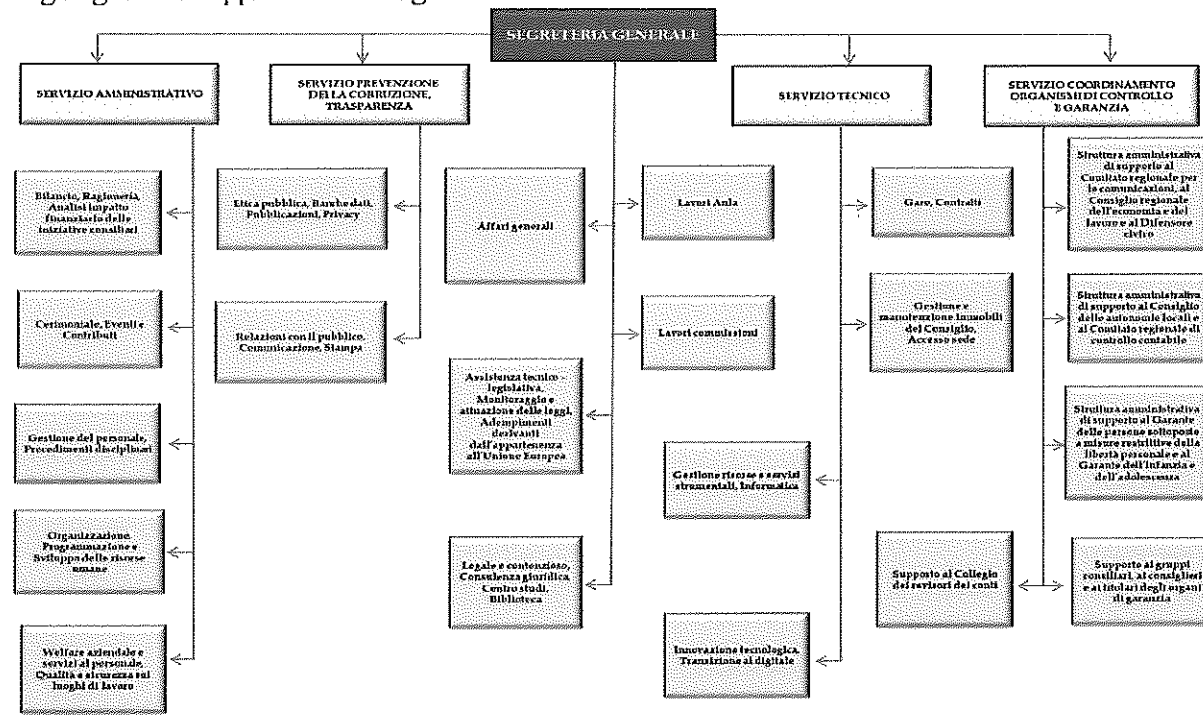 SEGRETERIA GENERALE
SERVIZIO AMMINISTRATIVO
SERVIZIO PREVENZIONE
DELLA CORRUZIONE,
TRASPARENZA
SERVIZIO TECNICO
SERVIZIO COORDINAMENTO
ORGANISMI DI CONTROLLO
E GARANZIA
Bilancio, Ragioneria,
Analisi impatto
finanziario delle
iniziative consiliari
Cerimoniale, Eventi e
Contributi
Gestione del personale,
Procedimenti disciplinari
Organizzazione,
Programmazione e
Sviluppo delle risorse
umane
Welfare aziendale e
servizi al personale,
Qualità e sicurezza sui
luoghi di lavoro
Etica pubblica, Banche dati,
Pubblicazioni, Privacy
Relazioni con il pubblico,
Comunicazione, Stampa
Affari generali
Assistenza tecnico -
legislativa,
Monitoraggio e
attuazione delle leggi,
Adempimenti
derivanti
dall'appartenenza
all'Unione Europea
Legale e contenzioso,
Consulenza giuridica,
Centro studi,
Biblioteca
Lavori Aula
Lavori commissioni
Gare, Contratti
Gestione e
manutenzione immobili
del Consiglio,
Accesso sede
Gestione risorse e servizi
strumentali, Informatica
Innovazione tecnologica,
Transizione al digitale
Struttura amministrativa
di supporto al
Comitato regionale per
le comunicazioni, al
Consiglio regionale
dell'economia e del
lavoro e al Difensore
civico
Struttura amministrativa
di supporto al Consiglio
delle autonomie locali e
al Comitato regionale di
controllo contabile
Struttura amministrativa
di supporto al Garante
delle persone sottoposte
a misure restrittive della
libertà personale e al
Garante dell'infanzia e
dell'adolescenza
Supporto al Collegio
dei revisori dei conti
Supporto ai gruppi
consiliari, ai consiglieri
e ai titolari degli organi
di garanzia